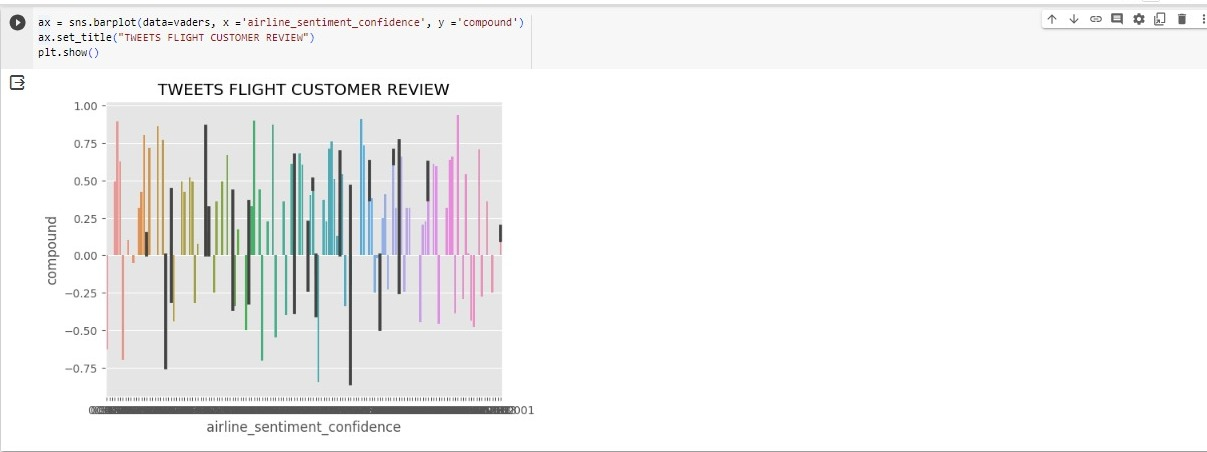 ax = sns.barplot(data=vaders, x ='airline_sentiment_confidence', y ='compound')
ax.set_title("TWEETS FLIGHT CUSTOMER REVIEW")
plt.show()
TWEETS FLIGHT CUSTOMER REVIEW
1.00
0.75
0.50
0.25
0.00
−0.25
−0.50
−0.75
compound
airline_sentiment_confidence